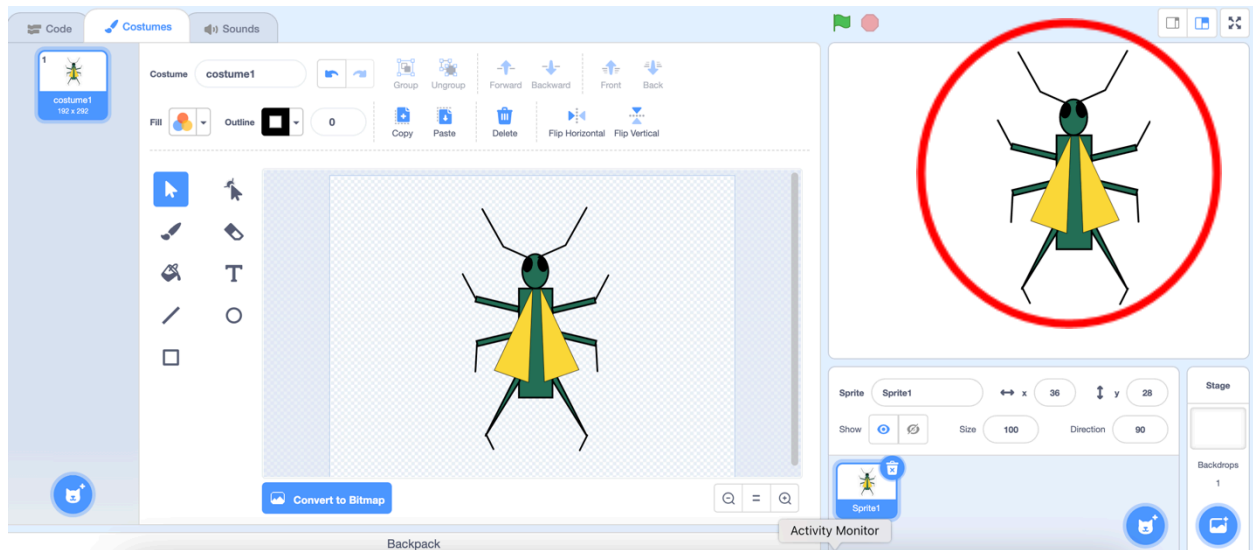 Code
Costumes
Sounds
1
costume1
192 x 292
Costume
costume1
Group
Ungroup
Forward
Backward
Front
Back
Fill
Outline
0
Copy
Paste
Delete
Flip Horizontal
Flip Vertical
T
Convert to Bitmap
=
Backpack
Sprite
Sprite1
x
36
y
28
Show
Size
100
Direction
90
Sprite1
Stage
Backdrops
1
Activity Monitor